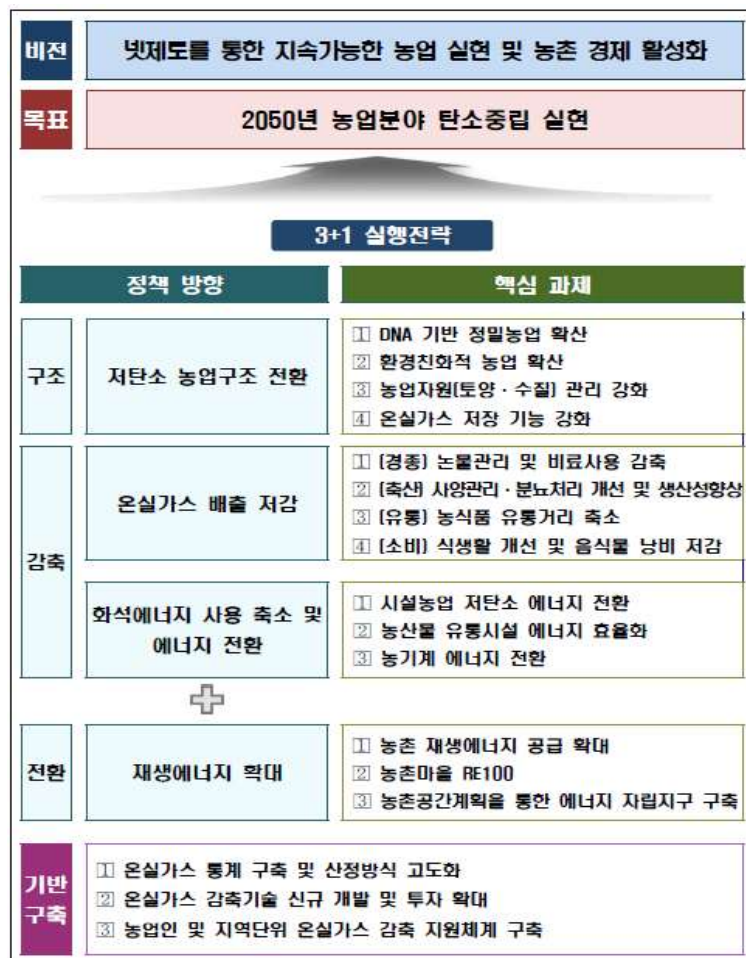 비전
넷제로를 통한 지속가능한 농업 실현 및 농촌 경제 활성화
목표
2050년 농업분야 탄소중립 실현
3+1 실행전략
정책 방향
핵심 과제
구조
저탄소 농업구조 전환
1 DNA 기반 정밀농업 확산
2 환경친화적 농업 확산
3 농업자원(토양·수질) 관리 강화
4 온실가스 저장 기능 강화
감축
온실가스 배출 저감
1 (경종) 논물관리 및 비료사용 감축
2 (축산) 사양관리·분뇨처리 개선 및 생산성향상
3 (유통) 농식품 유통거리 축소
4 (소비) 식생활 개선 및 음식물 낭비 저감
화석에너지 사용 축소 및
에너지 전환
1 시설농업 저탄소 에너지 전환
2 농산물 유통시설 에너지 효율화
3 농기계 에너지 전환
전환
재생에너지 확대
1 농촌 재생에너지 공급 확대
2 농촌마을 RE100
3 농촌공간계획을 통한 에너지 자립지구 구축
기반
구축
1 온실가스 통계 구축 및 산정방식 고도화
2 온실가스 감축기술 신규 개발 및 투자 확대
3 농업인 및 지역단위 온실가스 감축 지원체계 구축